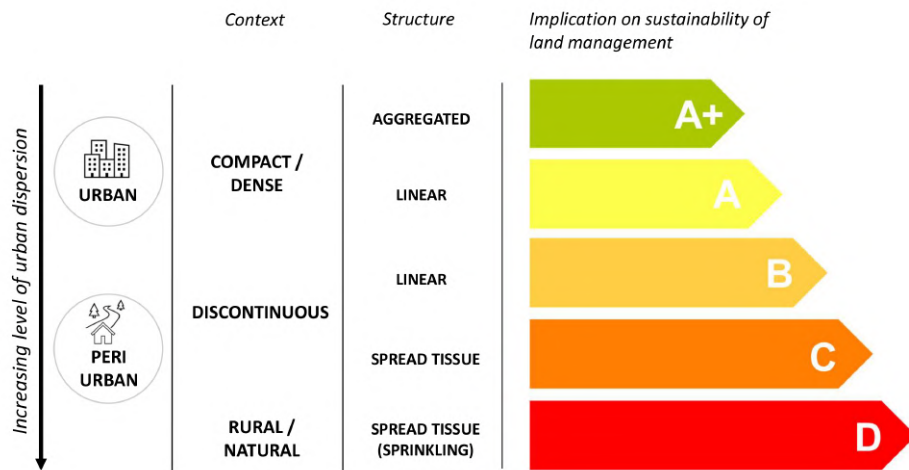 Context
Structure
Implication on sustainability of
land management
Increasing level of urban dispersion
URBAN
PERI
URBAN
COMPACT /
DENSE
DISCONTINUOUS
RURAL /
NATURAL
AGGREGATED
LINEAR
LINEAR
SPREAD TISSUE
SPREAD TISSUE
(SPRINKLING)
A+
A
B
C
D